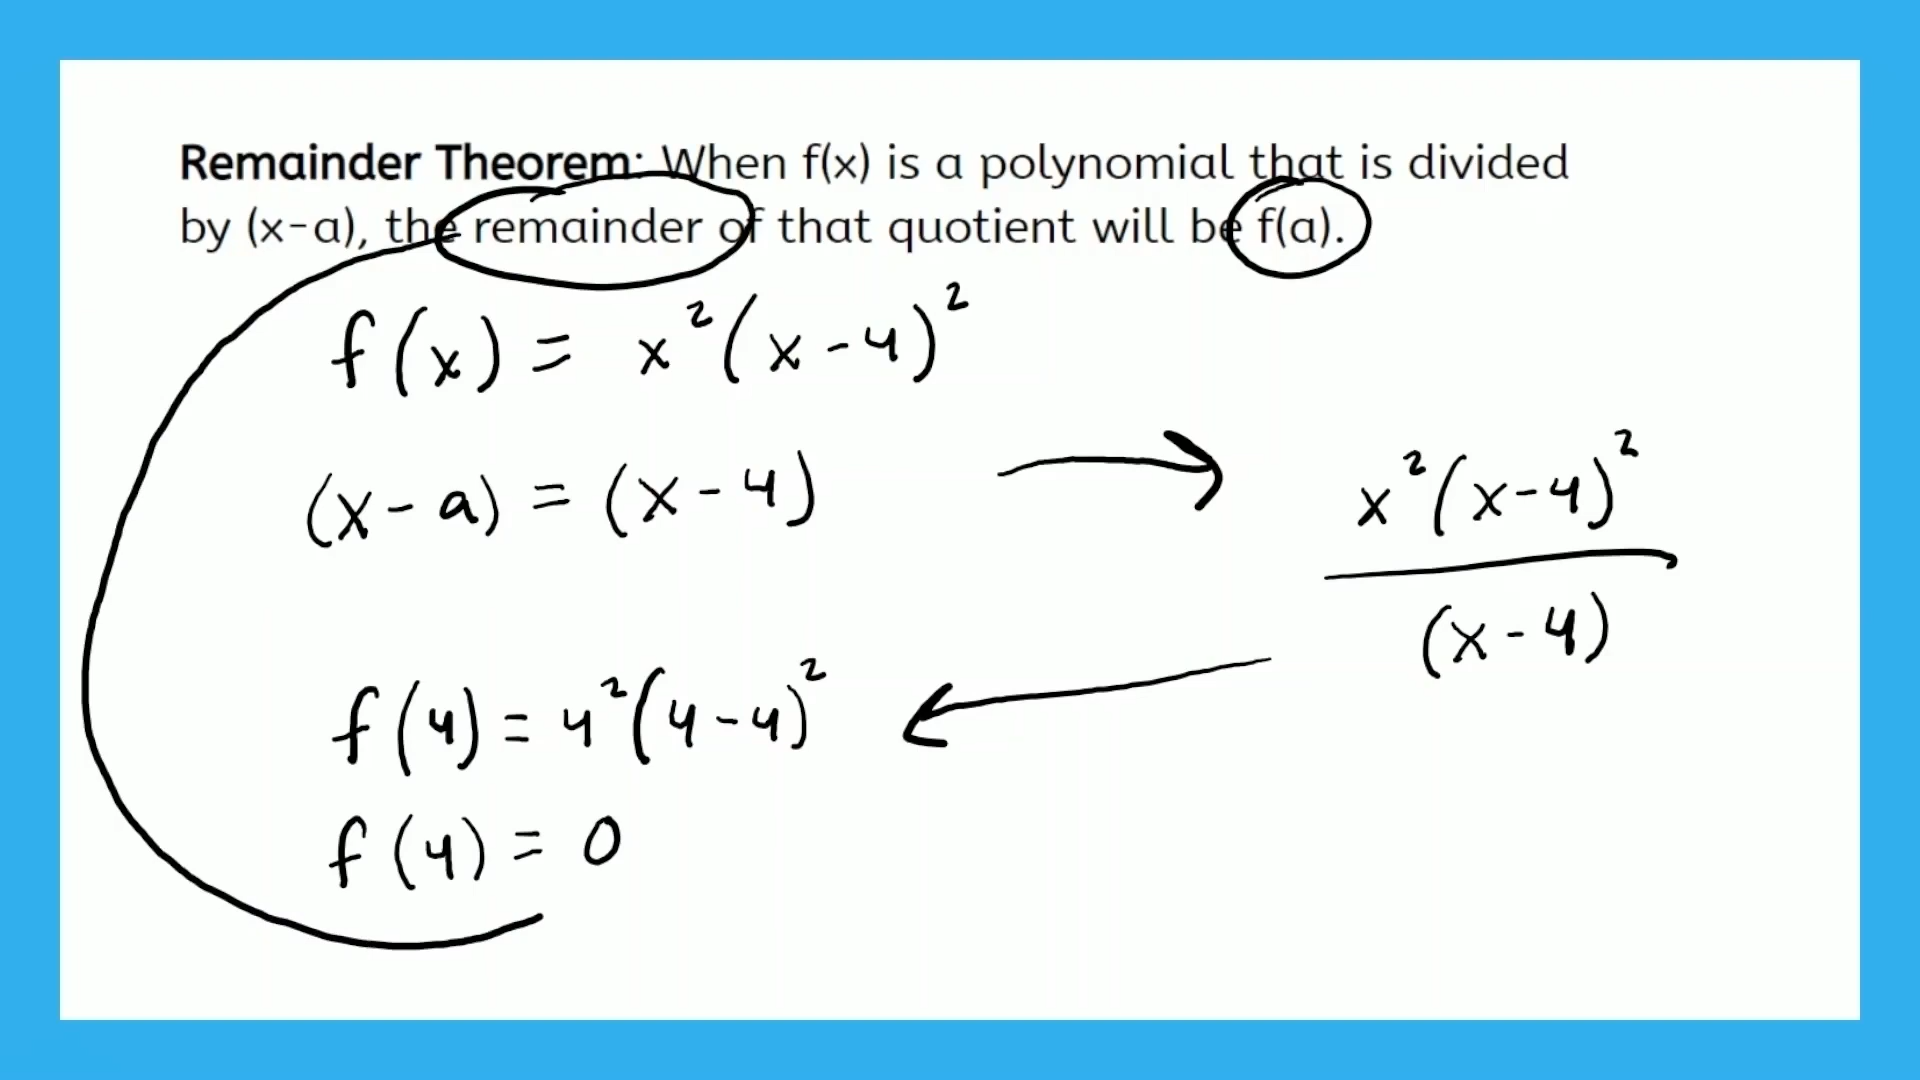 Remainder Theorem: When f(x) is a polynomial that is divided
by (x-a), the remainder of that quotient will be f(a).
f(x) = x²(x-4)²
(x-a) = (x-4)
x²(x-4)²
(x-4)
f(4) = 4²(4-4)²
f(4) = 0